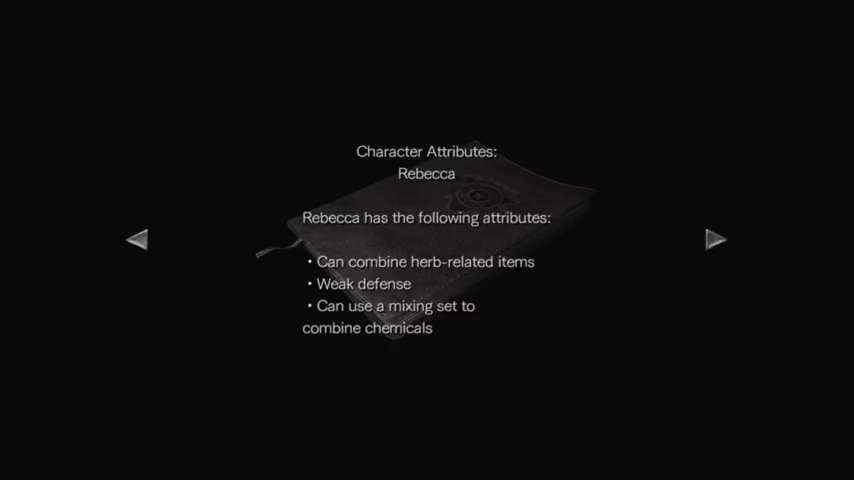 Character Attributes:
Rebecca
Rebecca has the following attributes:
・Can combine herb-related items
・Weak defense
・Can use a mixing set to
combine chemicals